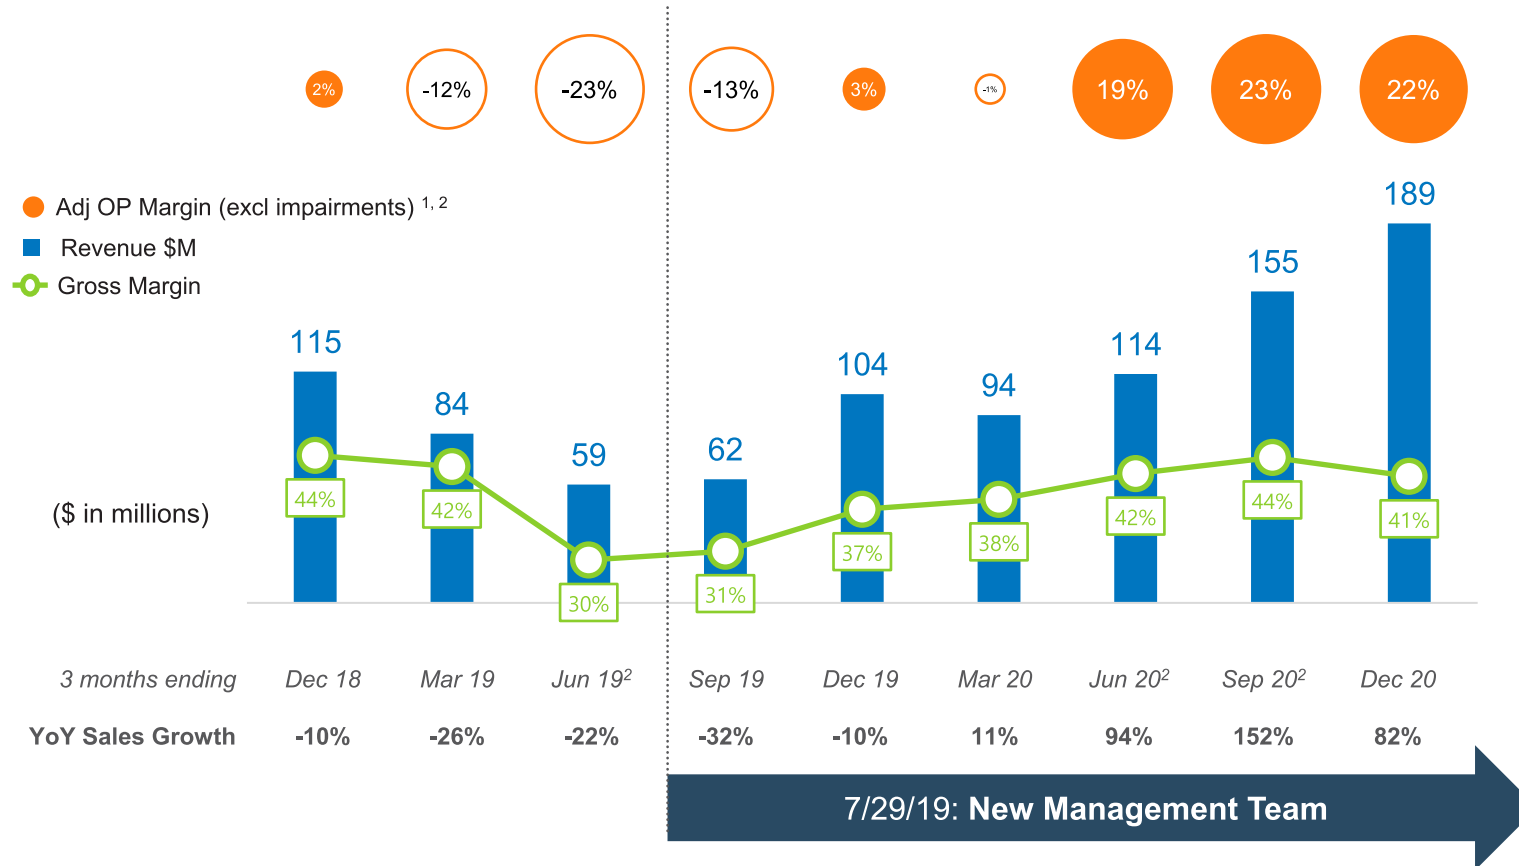 2% -12% -23% -13% 3% -1% 19% 23% 22%
Adj OP Margin (excl impairments) 1, 2
Revenue $M
Gross Margin
115 84 59 62 104 94 114 155 189
44% 42% 30% 31% 37% 38% 42% 44% 41%
($ in millions)
3 months ending Dec 18 Mar 19 Jun 19² Sep 19 Dec 19 Mar 20 Jun 20² Sep 20² Dec 20
YoY Sales Growth -10% -26% -22% -32% -10% 11% 94% 152% 82%
7/29/19: New Management Team